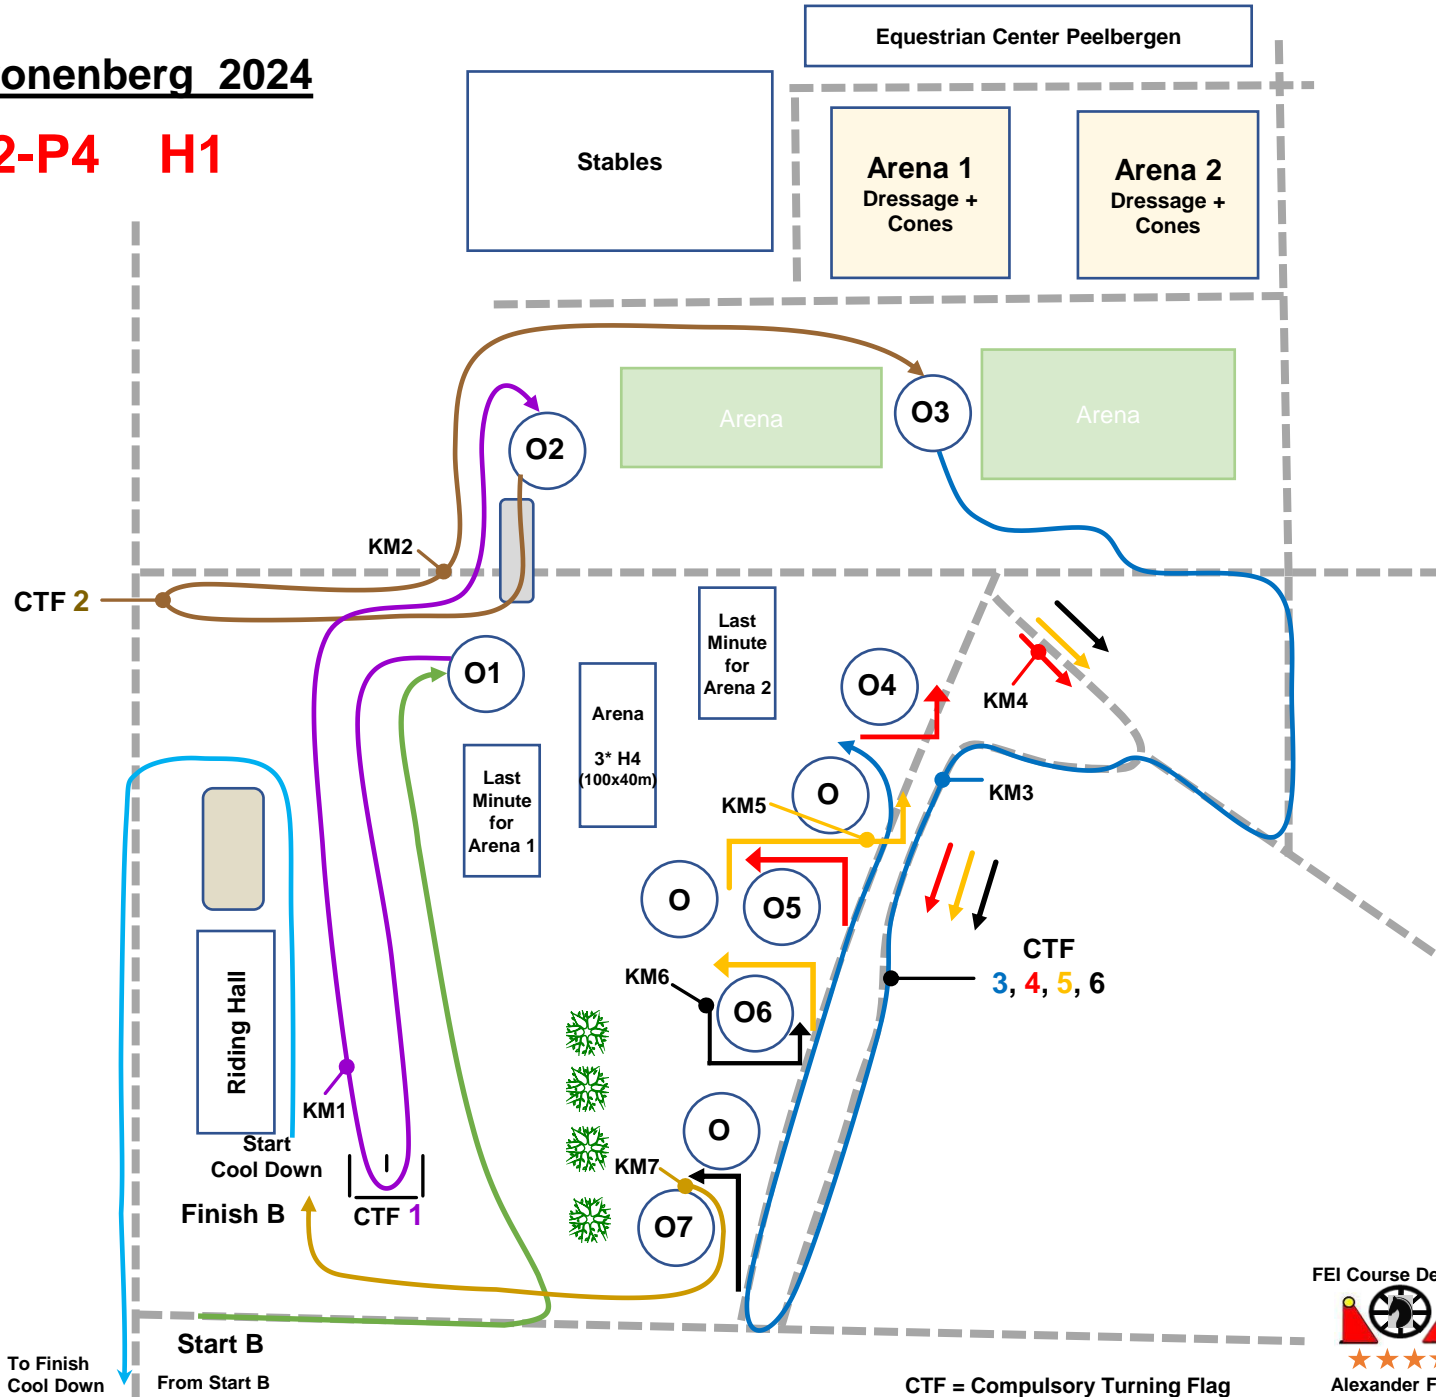 Equestrian Center Peelbergen
onenberg 2024
2-P4 H1
Stables
Arena 1
Dressage +
Cones
Arena 2
Dressage +
Cones
Arena
O3
Arena
O2
KM2
CTF 2
Last
Minute
for
Arena 2
O1
O4
KM4
Arena
3* H4
(100x40m)
Last
Minute
for
Arena 1
O
KM5
KM3
O
O5
CTF
3, 4, 5, 6
KM6
O6
Riding Hall
KM1
O
Start
Cool Down
KM7
Finish B
CTF 1
O7
FEI Course De
Start B
To Finish
Cool Down
From Start B
CTF = Compulsory Turning Flag
Alexander F